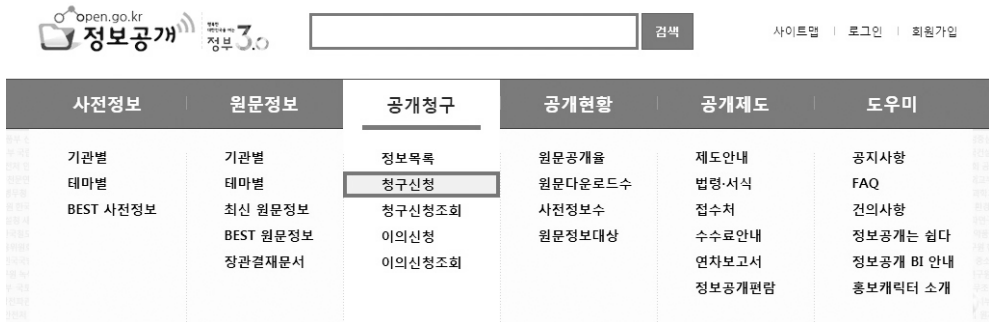 open.go.kr
정보공개 정부 3.0 검색 사이트맵 | 로그인 | 회원가입
사전정보 원문정보 공개청구 공개현황 공개제도 도우미
기관별 기관별 정보목록 원문공개율 제도안내 공지사항
테마별 테마별 청구신청 원문다운로드수 법령·서식 FAQ
BEST 사전정보 최신 원문정보 청구신청조회 사전정보수 접수처 건의사항
BEST 원문정보 이의신청 원문정보대상 수수료안내 정보공개는 쉽다
장관결재문서 이의신청조회 연차보고서 정보공개 BI 안내
정보공개편람 홍보캐릭터 소개